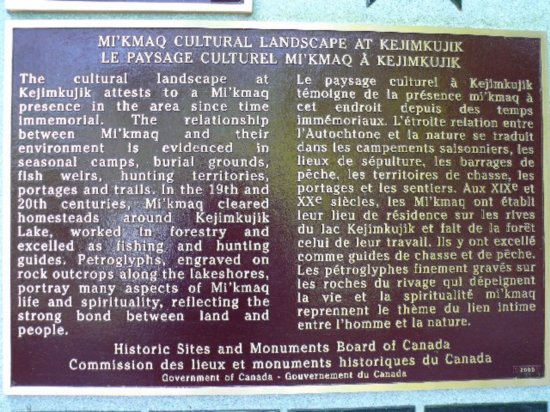 MI'KMAQ CULTURAL LANDSCAPE AT KEJIMKUJIK
LE PAYSAGE CULTUREL MI'KMAQ À KEJIMKUJIK
The cultural landscape at
Kejimkujik attests to a Mi'kmaq
presence in the area since time
immemorial. The relationship
between Mi'kmaq and their
environment is evidenced in
seasonal camps, burial grounds,
fish weirs, hunting territories,
portages and trails. In the 19th and
20th centuries, Mi'kmaq cleared
homesteads around Kejimkujik
Lake, worked in forestry and
excelled as fishing and hunting
guides. Petroglyphs, engraved on
rock outcrops along the lakeshores,
portray many aspects of Mi'kmaq
life and spirituality, reflecting the
strong bond between land and
people.
Le paysage culturel à Kejimkujik
témoigne de la présence mi'kmaq à
cet endroit depuis des temps
immémoriaux. L'étroite relation entre
l'Autochtone et la nature se traduit
dans les campements saisonniers, les
lieux de sépulture, les barrages de
pêche, les territoires de chasse, les
portages et les sentiers. Aux XIXe et
XXe siècles, les Mi'kmaq ont établi
leur lieu de résidence sur les rives
du lac Kejimkujik et fait de la forêt
celui de leur travail. Ils y ont excellé
comme guides de chasse et de pêche.
Les pétroglyphes finement gravés sur
les roches du rivage qui dépeignent
la vie et la spiritualité mi'kmaq
reprennent le thème du lien intime
entre l'homme et la nature.
Historic Sites and Monuments Board of Canada
Commission des lieux et monuments historiques du Canada
Government of Canada - Gouvernement du Canada